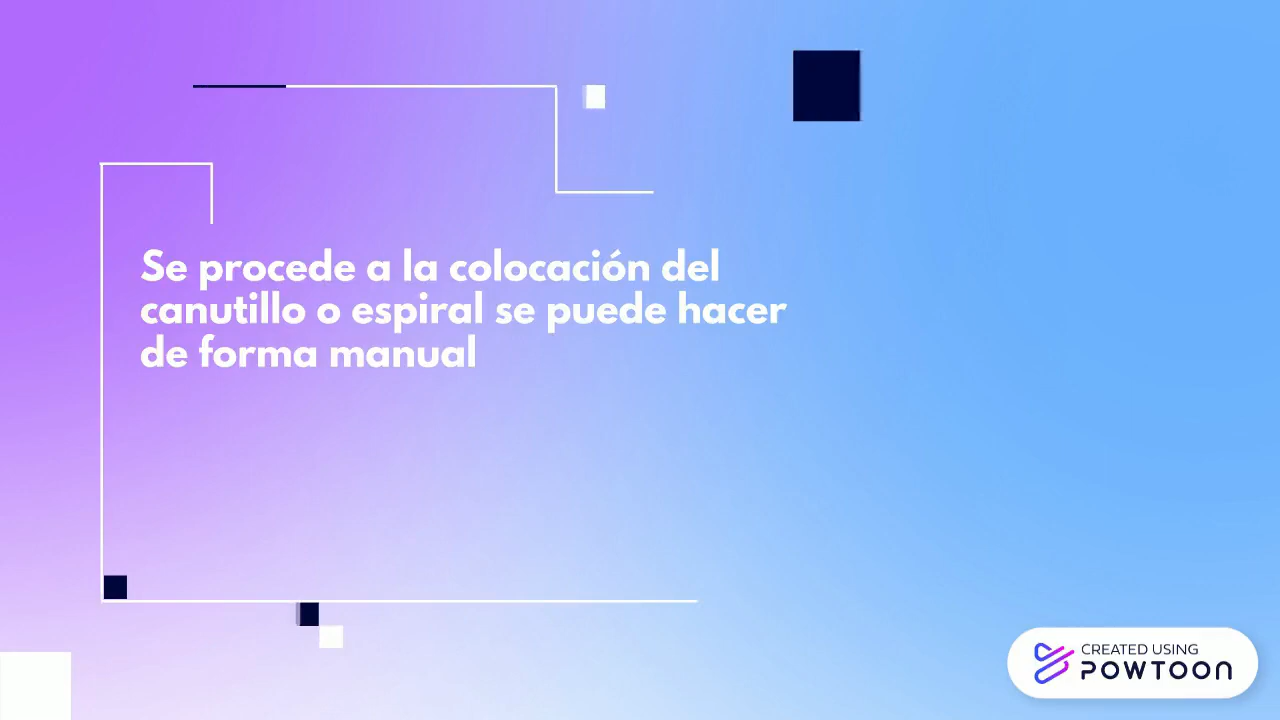 Se procede a la colocación del
canutillo o espiral se puede hacer
de forma manual
CREATED USING
POWTOON